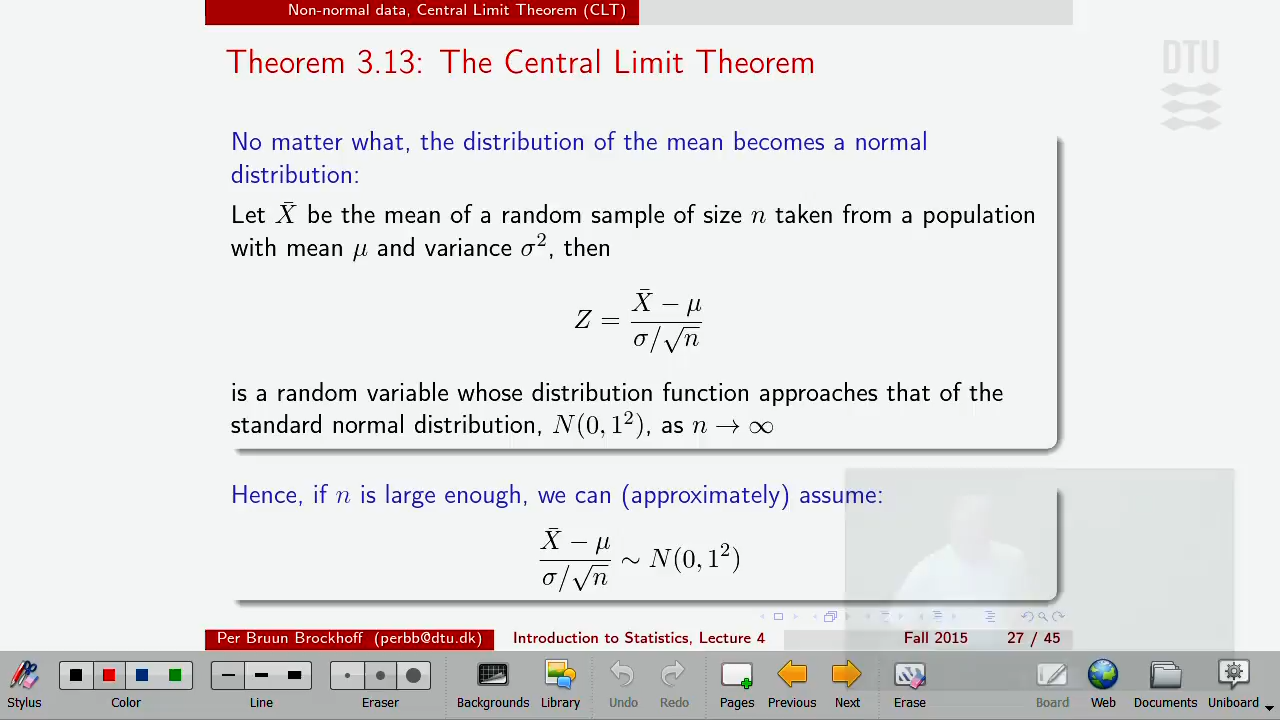 Non-normal data, Central Limit Theorem (CLT)
Theorem 3.13: The Central Limit Theorem
DTU
No matter what, the distribution of the mean becomes a normal
distribution:
Let X̄ be the mean of a random sample of size n taken from a population
with mean μ and variance σ², then
Z = (X̄ − μ) / (σ/√n)
is a random variable whose distribution function approaches that of the
standard normal distribution, N(0, 1²), as n → ∞
Hence, if n is large enough, we can (approximately) assume:
(X̄ − μ) / (σ/√n) ∼ N(0, 1²)
Per Bruun Brockhoff (perbb@dtu.dk) Introduction to Statistics, Lecture 4 Fall 2015 27 / 45
Stylus Color Line Eraser Backgrounds Library Undo Redo Pages Previous Next Erase Board Web Documents Uniboard